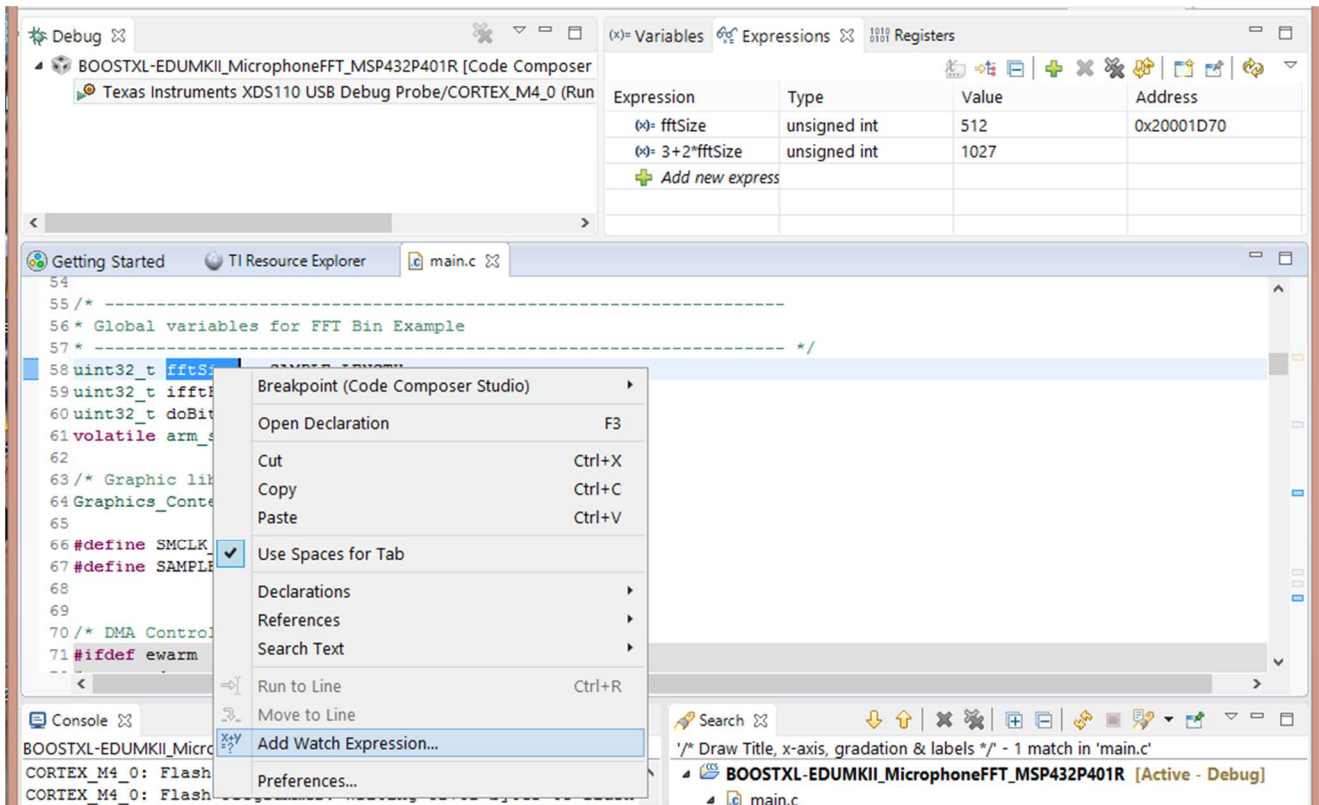 Debug
BOOSTXL-EDUMKII_MicrophoneFFT_MSP432P401R [Code Composer
Texas Instruments XDS110 USB Debug Probe/CORTEX_M4_0 (Run
(x)= Variables Expressions 1010 0101 Registers
Expression Type Value Address
(x)= fftSize unsigned int 512 0x20001D70
(x)= 3+2*fftSize unsigned int 1027
Add new express
Getting Started TI Resource Explorer main.c
54
55 /* ------------------------------------------------------------------
56 * Global variables for FFT Bin Example
57 * ------------------------------------------------------------------- */
58 uint32_t fftSi SAMPLE_LENGTH
59 uint32_t ifft
60 uint32_t doBit
61 volatile arm_s
62
63 /* Graphic lib
64 Graphics_Conte
65
66 #define SMCLK_
67 #define SAMPLE
68
69
70 /* DMA Control
71 #ifdef ewarm
Breakpoint (Code Composer Studio)
Open Declaration F3
Cut Ctrl+X
Copy Ctrl+C
Paste Ctrl+V
Use Spaces for Tab
Declarations
References
Search Text
Run to Line Ctrl+R
Move to Line
Add Watch Expression...
Preferences...
Console
BOOSTXL-EDUMKII_Micro
CORTEX_M4_0: Flash
CORTEX_M4_0: Flash
Search
'/* Draw Title, x-axis, gradation & labels */' - 1 match in 'main.c'
BOOSTXL-EDUMKII_MicrophoneFFT_MSP432P401R [Active - Debug]
main.c